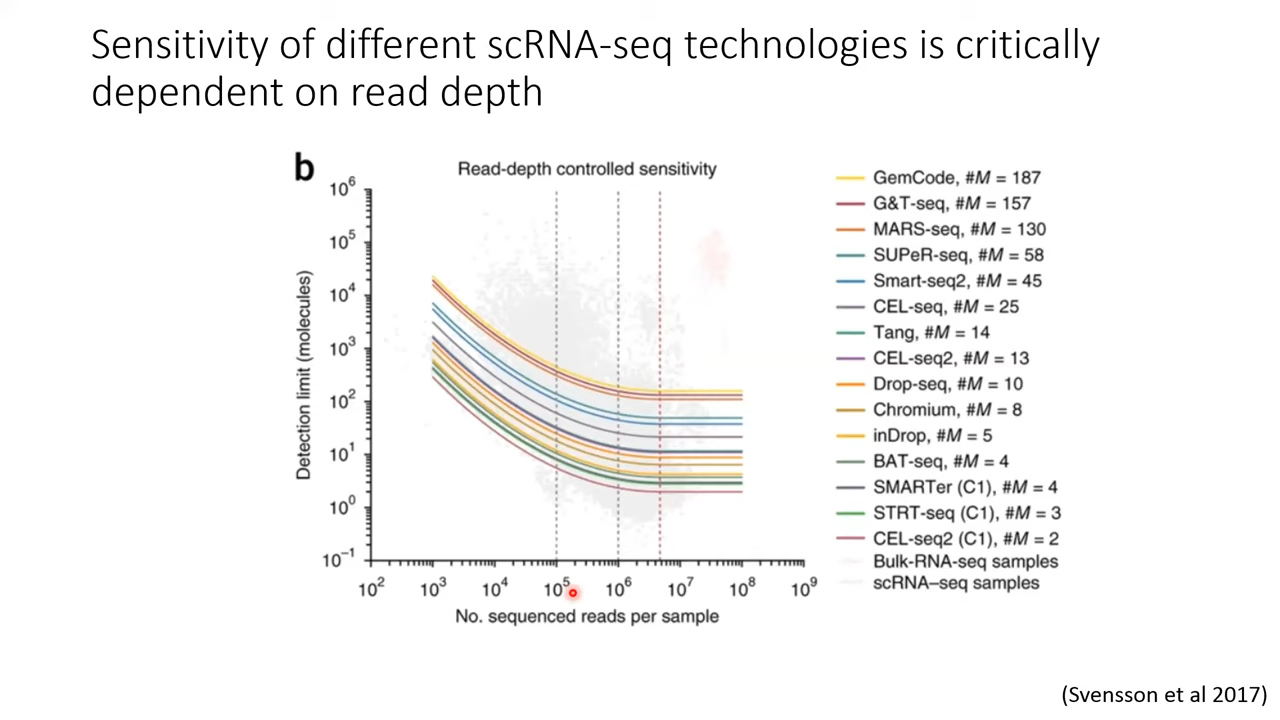 Sensitivity of different scRNA-seq technologies is critically
dependent on read depth
b
Read-depth controlled sensitivity
10⁶
10⁵
10⁴
10³
10²
10¹
10⁰
10⁻¹
Detection limit (molecules)
10² 10³ 10⁴ 10⁵ 10⁶ 10⁷ 10⁸ 10⁹
No. sequenced reads per sample
GemCode, #M = 187
G&T-seq, #M = 157
MARS-seq, #M = 130
SUPeR-seq, #M = 58
Smart-seq2, #M = 45
CEL-seq, #M = 25
Tang, #M = 14
CEL-seq2, #M = 13
Drop-seq, #M = 10
Chromium, #M = 8
inDrop, #M = 5
BAT-seq, #M = 4
SMARTer (C1), #M = 4
STRT-seq (C1), #M = 3
CEL-seq2 (C1), #M = 2
Bulk-RNA-seq samples
scRNA–seq samples
(Svensson et al 2017)